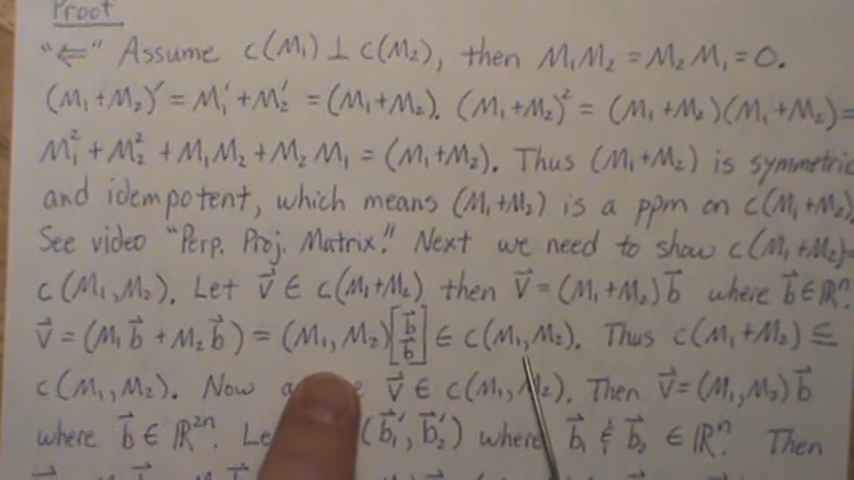 Proof
"⇐" Assume C(M₁) ⊥ C(M₂), then M₁M₂ = M₂M₁ = 0.
(M₁+M₂)' = M₁' + M₂' = (M₁+M₂). (M₁+M₂)² = (M₁+M₂)(M₁+M₂) =
M₁² + M₂² + M₁M₂ + M₂M₁ = (M₁+M₂). Thus (M₁+M₂) is symmetric
and idempotent, which means (M₁+M₂) is a ppm on C(M₁+M₂).
See video "Perp. Proj. Matrix." Next we need to show C(M₁+M₂)=
C(M₁,M₂). Let v⃗ ∈ C(M₁+M₂) then v⃗ = (M₁+M₂)b⃗ where b⃗ ∈ ℝⁿ.
v⃗ = (M₁b⃗ + M₂b⃗) = (M₁,M₂)[b⃗ b⃗] ∈ C(M₁,M₂). Thus C(M₁+M₂) ⊆
C(M₁,M₂). Now v⃗ ∈ C(M₁,M₂). Then v⃗ = (M₁,M₂)b⃗
where b⃗ ∈ ℝ²ⁿ. (b⃗₁', b⃗₂') where b⃗₁ & b⃗₂ ∈ ℝⁿ. Then